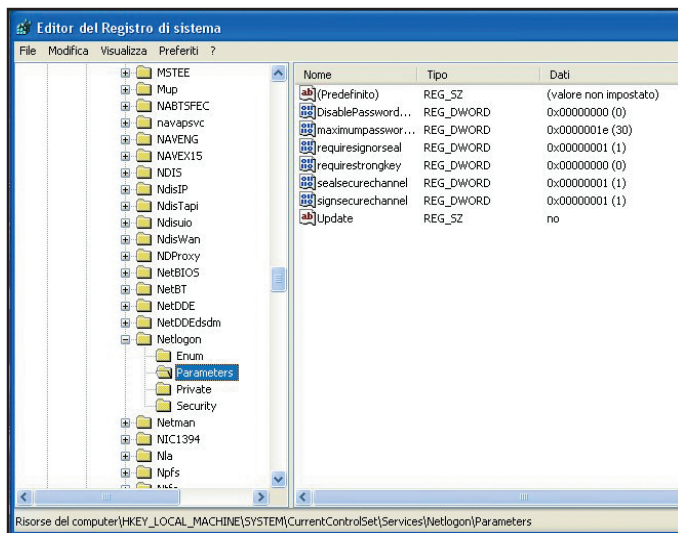 Editor del Registro di sistema
File Modifica Visualizza Preferiti ?
MSTEE
Mup
NABTSFEC
navapsvc
NAVENG
NAVEX15
NDIS
NdisIP
NdisTapi
Ndisuio
NdisWan
NDProxy
NetBIOS
NetBT
NetDDE
NetDDEdsdm
Netlogon
Enum
Parameters
Private
Security
Netman
NIC1394
Nla
Npfs
Nome Tipo Dati
(Predefinito) REG_SZ (valore non impostato)
DisablePassword... REG_DWORD 0x00000000 (0)
maximumpasswor... REG_DWORD 0x0000001e (30)
requiresignorseal REG_DWORD 0x00000001 (1)
requirestrongkey REG_DWORD 0x00000000 (0)
sealsecurechannel REG_DWORD 0x00000001 (1)
signsecurechannel REG_DWORD 0x00000001 (1)
Update REG_SZ no
Risorse del computer\HKEY_LOCAL_MACHINE\SYSTEM\CurrentControlSet\Services\Netlogon\Parameters